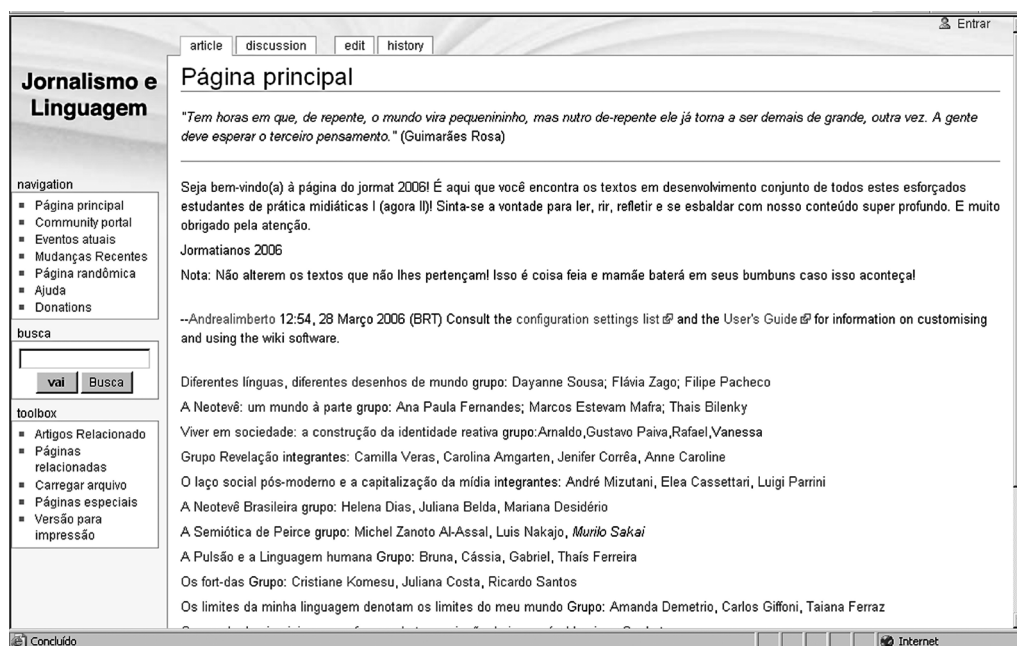 Entrar
article discussion edit history
Jornalismo e
Linguagem
Página principal
"Tem horas em que, de repente, o mundo vira pequenininho, mas nutro de-repente ele já torna a ser demais de grande, outra vez. A gente
deve esperar o terceiro pensamento." (Guimarães Rosa)
navigation
Página principal
Community portal
Eventos atuais
Mudanças Recentes
Página randômica
Ajuda
Donations
busca
vai Busca
toolbox
Artigos Relacionado
Páginas
relacionadas
Carregar arquivo
Páginas especiais
Versão para
impressão
Seja bem-vindo(a) à página do jormat 2006! É aqui que você encontra os textos em desenvolvimento conjunto de todos estes esforçados
estudantes de prática midiáticas I (agora II)! Sinta-se a vontade para ler, rir, refletir e se esbaldar com nosso conteúdo super profundo. E muito
obrigado pela atenção.
Jormatianos 2006
Nota: Não alterem os textos que não lhes pertençam! Isso é coisa feia e mamãe baterá em seus bumbuns caso isso aconteça!
--Andrealimberto 12:54, 28 Março 2006 (BRT) Consult the configuration settings list and the User's Guide for information on customising
and using the wiki software.
Diferentes línguas, diferentes desenhos de mundo grupo: Dayanne Sousa; Flávia Zago; Filipe Pacheco
A Neotevê: um mundo à parte grupo: Ana Paula Fernandes; Marcos Estevam Mafra; Thais Bilenky
Viver em sociedade: a construção da identidade reativa grupo:Arnaldo,Gustavo Paiva,Rafael,Vanessa
Grupo Revelação integrantes: Camilla Veras, Carolina Amgarten, Jenifer Corrêa, Anne Caroline
O laço social pós-moderno e a capitalização da mídia integrantes: André Mizutani, Elea Cassettari, Luigi Parrini
A Neotevê Brasileira grupo: Helena Dias, Juliana Belda, Mariana Desidério
A Semiótica de Peirce grupo: Michel Zanoto Al-Assal, Luis Nakajo, Murilo Sakai
A Pulsão e a Linguagem humana Grupo: Bruna, Cássia, Gabriel, Thaís Ferreira
Os fort-das Grupo: Cristiane Komesu, Juliana Costa, Ricardo Santos
Os limites da minha linguagem denotam os limites do meu mundo Grupo: Amanda Demetrio, Carlos Giffoni, Taiana Ferraz
Concluído
Internet